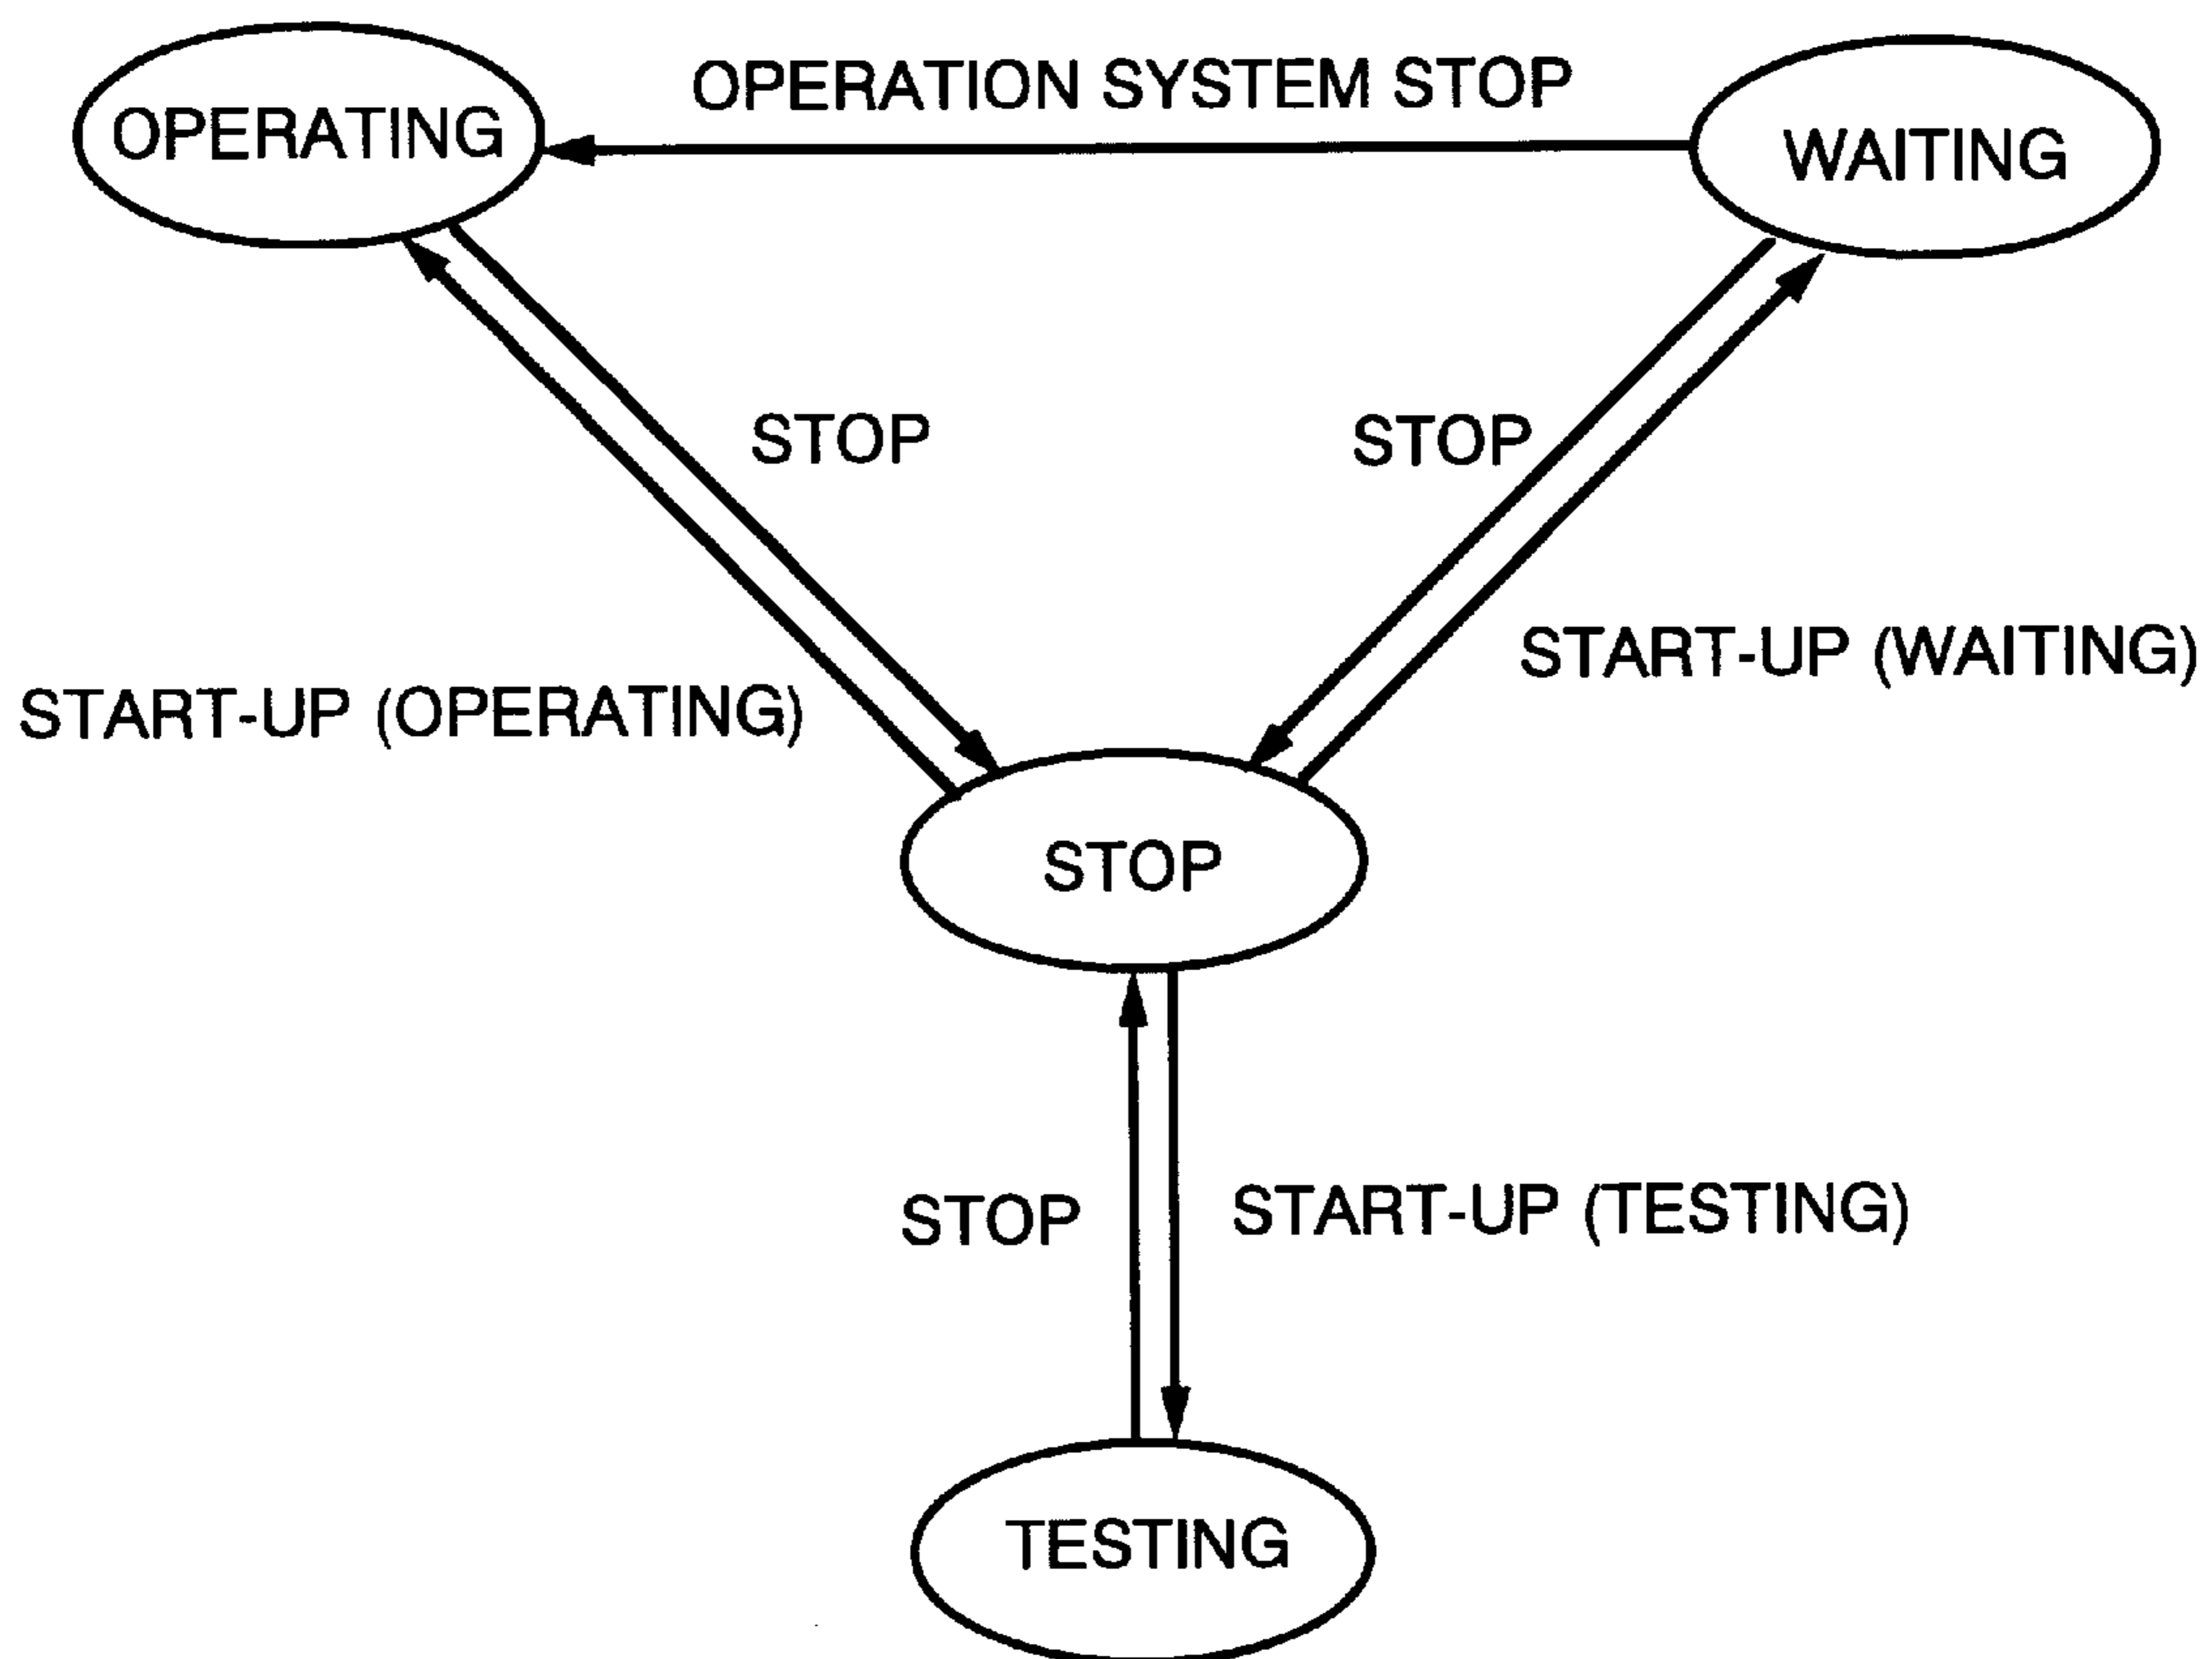 OPERATION SYSTEM STOP
OPERATING
WAITING
STOP
STOP
START-UP (WAITING)
START-UP (OPERATING)
STOP
STOP
START-UP (TESTING)
TESTING